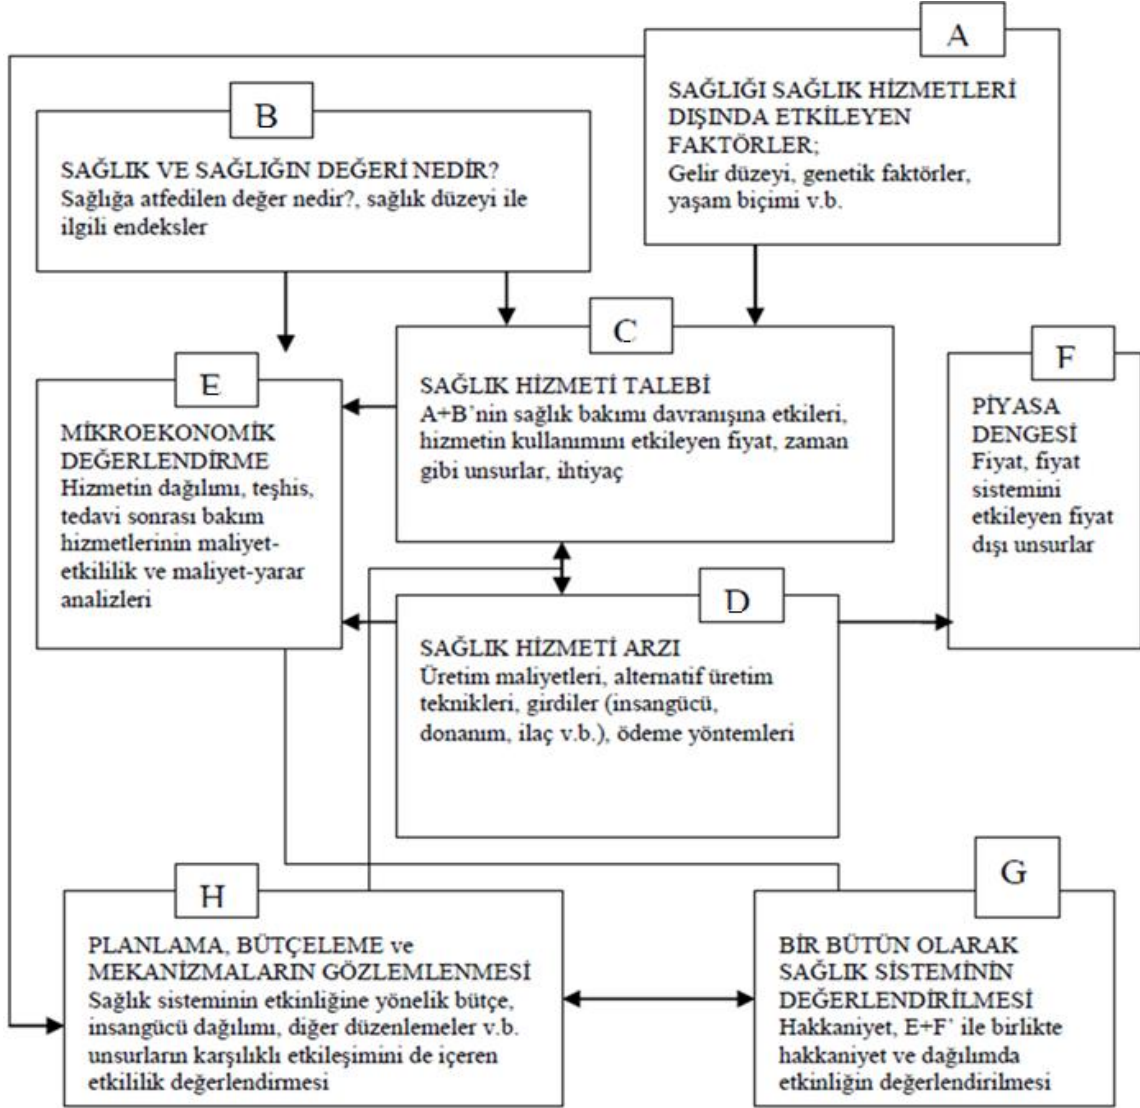 A
SAĞLIĞI SAĞLIK HİZMETLERİ
DIŞINDA ETKİLEYEN
FAKTÖRLER;
Gelir düzeyi, genetik faktörler,
yaşam biçimi v.b.
B
SAĞLIK VE SAĞLIĞIN DEĞERİ NEDİR?
Sağlığa atfedilen değer nedir?, sağlık düzeyi ile
ilgili endeksler
C
SAĞLIK HİZMETİ TALEBİ
A+B’nin sağlık bakımı davranışına etkileri,
hizmetin kullanımını etkileyen fiyat, zaman
gibi unsurlar, ihtiyaç
E
MİKROEKONOMİK
DEĞERLENDİRME
Hizmetin dağılımı, teşhis,
tedavi sonrası bakım
hizmetlerinin maliyet-
etkililik ve maliyet-yarar
analizleri
F
PİYASA
DENGESİ
Fiyat, fiyat
sistemini
etkileyen fiyat
dışı unsurlar
D
SAĞLIK HİZMETİ ARZI
Üretim maliyetleri, alternatif üretim
teknikleri, girdiler (insangücü,
donanım, ilaç v.b.), ödeme yöntemleri
H
PLANLAMA, BÜTÇELEME ve
MEKANİZMALARIN GÖZLEMLENMESİ
Sağlık sisteminin etkinliğine yönelik bütçe,
insangücü dağılımı, diğer düzenlemeler v.b.
unsurların karşılıklı etkileşimini de içeren
etkililik değerlendirmesi
G
BİR BÜTÜN OLARAK
SAĞLIK SİSTEMİNİN
DEĞERLENDİRİLMESİ
Hakkaniyet, E+F’ ile birlikte
hakkaniyet ve dağılımda
etkinliğin değerlendirilmesi